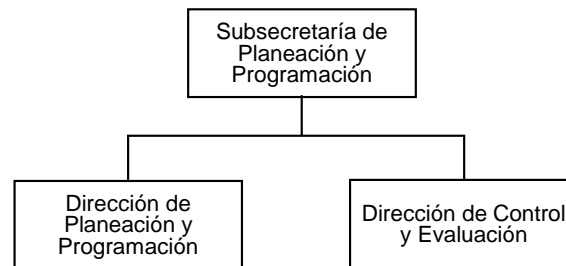 Subsecretaría de
Planeación y
Programación
Dirección de
Planeación y
Programación
Dirección de Control
y Evaluación